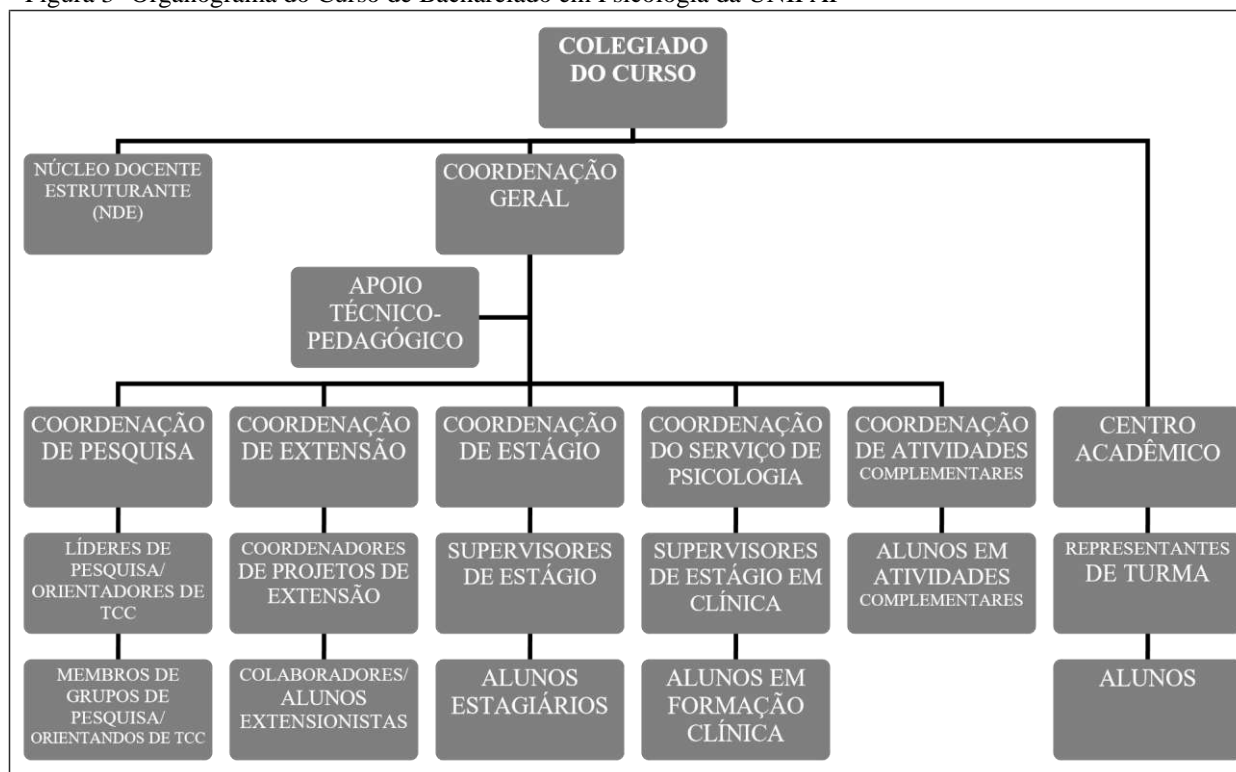 Figura 3- Organograma do Curso de Bacharelado em Psicologia da UNIFAP
COLEGIADO
DO CURSO
NÚCLEO DOCENTE
ESTRUTURANTE
(NDE)
COORDENAÇÃO
GERAL
APOIO
TÉCNICO-
PEDAGÓGICO
COORDENAÇÃO
DE PESQUISA
COORDENAÇÃO
DE EXTENSÃO
COORDENAÇÃO
DE ESTÁGIO
COORDENAÇÃO
DO SERVIÇO DE
PSICOLOGIA
COORDENAÇÃO
DE ATIVIDADES
COMPLEMENTARES
CENTRO
ACADÊMICO
LÍDERES DE
PESQUISA/
ORIENTADORES DE
TCC
COORDENADORES
DE PROJETOS DE
EXTENSÃO
SUPERVISORES
DE ESTÁGIO
SUPERVISORES
DE ESTÁGIO EM
CLÍNICA
ALUNOS EM
ATIVIDADES
COMPLEMENTARES
REPRESENTANTES
DE TURMA
MEMBROS DE
GRUPOS DE
PESQUISA/
ORIENTANDOS DE TCC
COLABORADORES/
ALUNOS
EXTENSIONISTAS
ALUNOS
ESTAGIÁRIOS
ALUNOS EM
FORMAÇÃO
CLÍNICA
ALUNOS